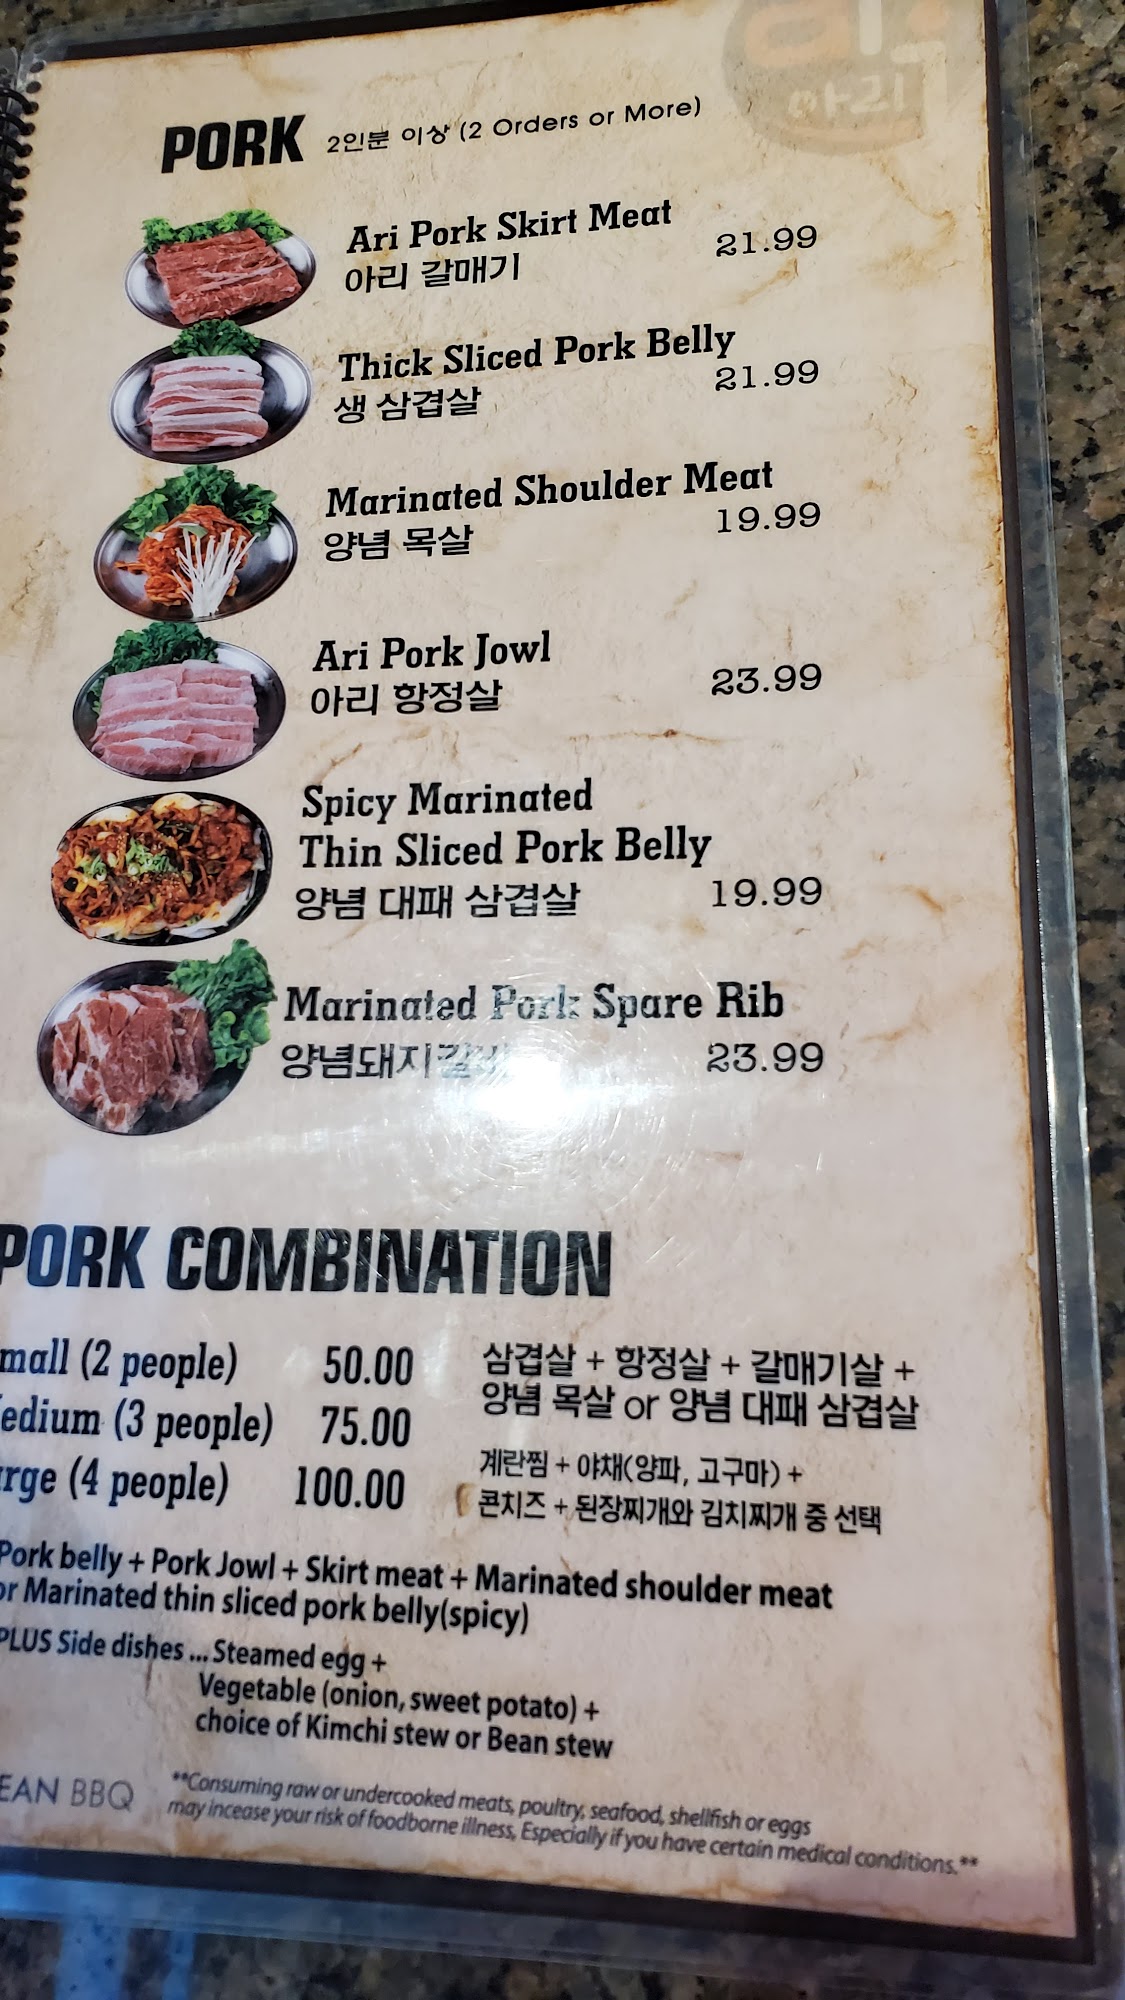 아리
PORK 2인분 이상 (2 Orders or More)
Ari Pork Skirt Meat
아리 갈매기 21.99
Thick Sliced Pork Belly
생 삼겹살 21.99
Marinated Shoulder Meat
양념 목살 19.99
Ari Pork Jowl
아리 항정살 23.99
Spicy Marinated
Thin Sliced Pork Belly
양념 대패 삼겹살 19.99
Marinated Pork Spare Rib
양념돼지갈비 23.99
PORK COMBINATION
mall (2 people) 50.00
edium (3 people) 75.00
rge (4 people) 100.00
삼겹살 + 항정살 + 갈매기살 +
양념 목살 or 양념 대패 삼겹살
계란찜 + 야채(양파, 고구마) +
콘치즈 + 된장찌개와 김치찌개 중 선택
Pork belly + Pork Jowl + Skirt meat + Marinated shoulder meat
or Marinated thin sliced pork belly(spicy)
PLUS Side dishes ... Steamed egg +
Vegetable (onion, sweet potato) +
choice of Kimchi stew or Bean stew
EAN BBQ
**Consuming raw or undercooked meats, poultry, seafood, shellfish or eggs
may incease your risk of foodborne illness, Especially if you have certain medical conditions.**